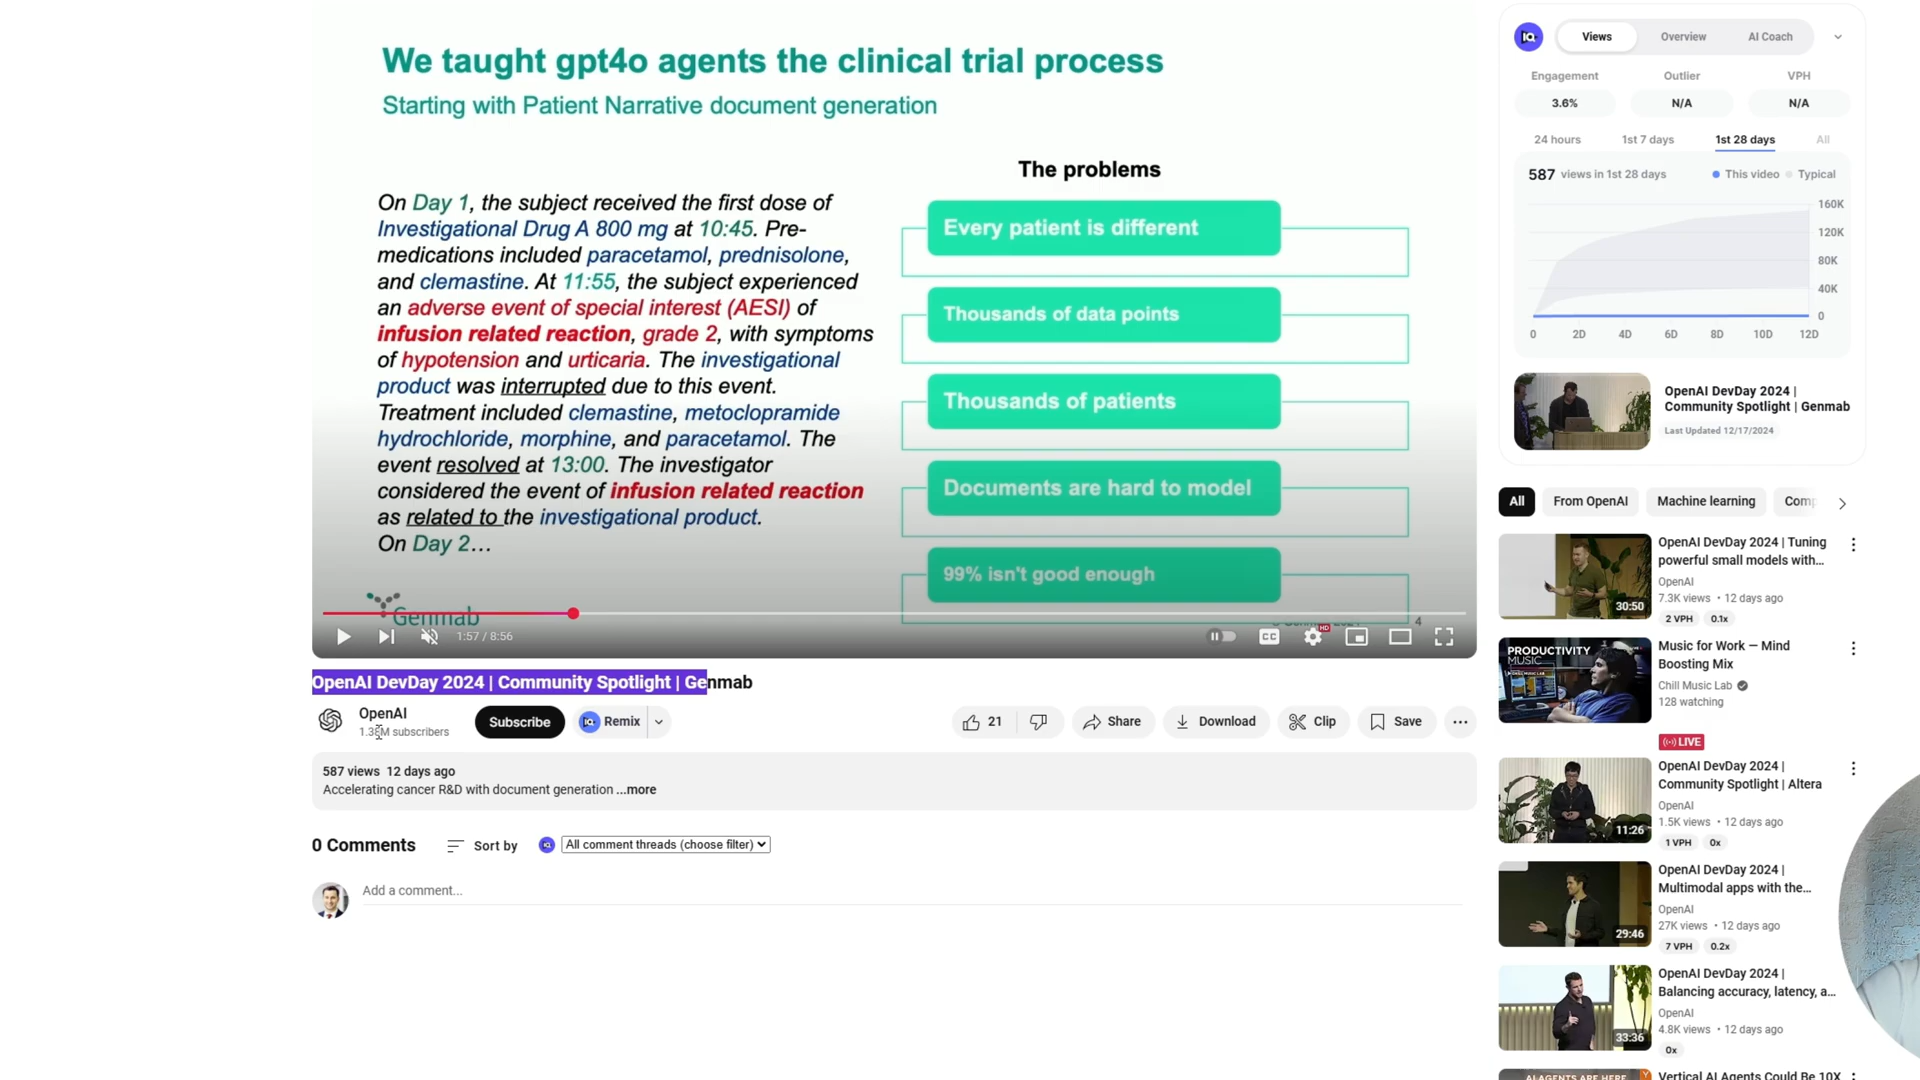 We taught gpt4o agents the clinical trial process
Starting with Patient Narrative document generation
On Day 1, the subject received the first dose of
Investigational Drug A 800 mg at 10:45. Pre-
medications included paracetamol, prednisolone,
and clemastine. At 11:55, the subject experienced
an adverse event of special interest (AESI) of
infusion related reaction, grade 2, with symptoms
of hypotension and urticaria. The investigational
product was interrupted due to this event.
Treatment included clemastine, metoclopramide
hydrochloride, morphine, and paracetamol. The
event resolved at 13:00. The investigator
considered the event of infusion related reaction
as related to the investigational product.
On Day 2…
The problems
Every patient is different
Thousands of data points
Thousands of patients
Documents are hard to model
99% isn't good enough
Genmab
4
1:57 / 8:56
CC
HD
OpenAI DevDay 2024 | Community Spotlight | Genmab
OpenAI
subscribers
Subscribe
Remix
21
Share
Download
Clip
Save
587 views 12 days ago
Accelerating cancer R&D with document generation ...more
0 Comments
Sort by
All comment threads (choose filter)
Add a comment...
Views
Overview
AI Coach
Engagement
Outlier
VPH
3.6%
N/A
N/A
24 hours
1st 7 days
1st 28 days
All
587 views in 1st 28 days
This video
Typical
160K
120K
80K
40K
0
0 2D 4D 6D 8D 10D 12D
OpenAI DevDay 2024 |
Community Spotlight | Genmab
Last Updated 12/17/2024
All
From OpenAI
Machine learning
OpenAI DevDay 2024 | Tuning
powerful small models with...
OpenAI
7.3K views • 12 days ago
2 VPH 0.1x
30:50
PRODUCTIVITY
MUSIC
Music for Work — Mind
Boosting Mix
Chill Music Lab
128 watching
LIVE
OpenAI DevDay 2024 |
Community Spotlight | Altera
OpenAI
1.5K views • 12 days ago
1 VPH 0x
11:26
OpenAI DevDay 2024 |
Multimodal apps with the...
OpenAI
27K views • 12 days ago
7 VPH 0.2x
29:46
OpenAI DevDay 2024 |
Balancing accuracy, latency, a...
OpenAI
4.8K views • 12 days ago
0x
33:36
AI AGENTS ARE HERE
Vertical AI Agents Could Be 10X